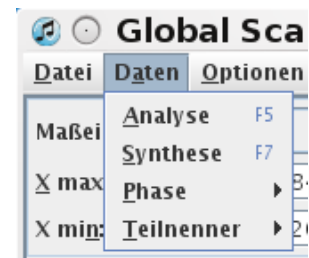 Global Sca
Datei Daten Optionen
Maßei
Analyse F5
Synthese F7
X max
Phase
X min:
Teilnenner